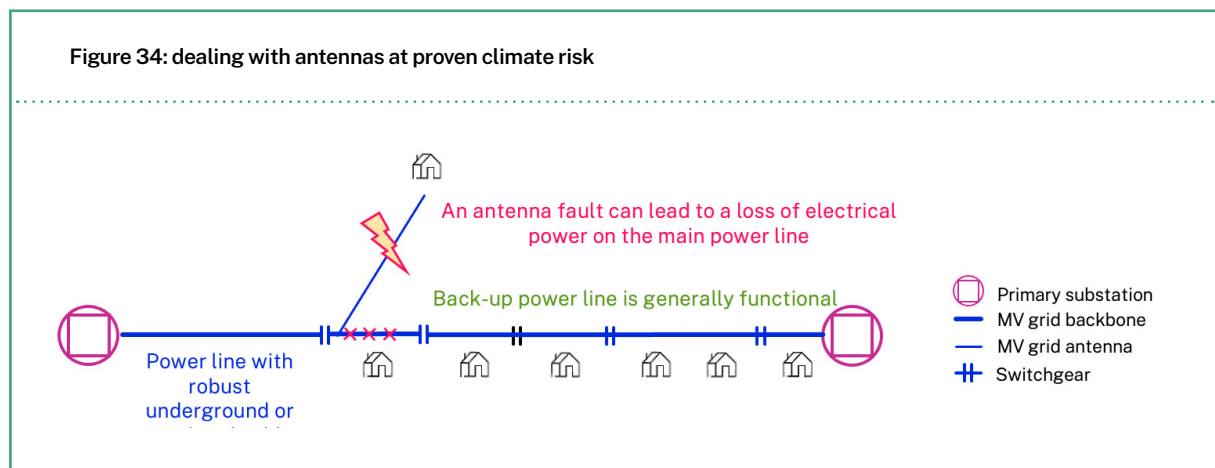 Figure 34: dealing with antennas at proven climate risk
An antenna fault can lead to a loss of electrical
power on the main power line
Back-up power line is generally functional
Power line with
robust
underground or
Primary substation
MV grid backbone
MV grid antenna
Switchgear